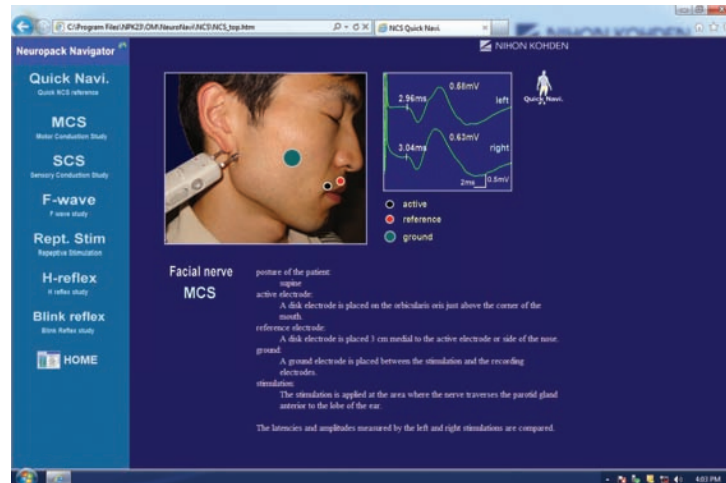 C:\Program Files\NPK23\OM\NeuroNavi\NCS\NCS_top.htm
NCS Quick Navi.
Neuropack Navigator
NIHON KOHDEN
Quick Navi.
Quick NCS reference
MCS
Motor Conduction Study
SCS
Sensory Conduction Study
F-wave
F wave study
Rept. Stim
Repeptive Stimulation
H-reflex
H reflex study
Blink reflex
Blink Reflex study
HOME
0.58mV
2.96ms
left
0.63mV
3.04ms
right
2ms
0.5mV
Quick Navi.
active
reference
ground
Facial nerve
MCS
posture of the patient:
supine
active electrode:
A disk electrode is placed on the orbicularis oris just above the corner of the
mouth.
reference electrode:
A disk electrode is placed 3 cm medial to the active electrode or side of the nose.
ground:
A ground electrode is placed between the stimulation and the recording
electrodes.
stimulation:
The stimulation is applied at the area where the nerve traverses the parotid gland
anterior to the lobe of the ear.
The latencies and amplitudes measured by the left and right stimulations are compared.
4:03 PM